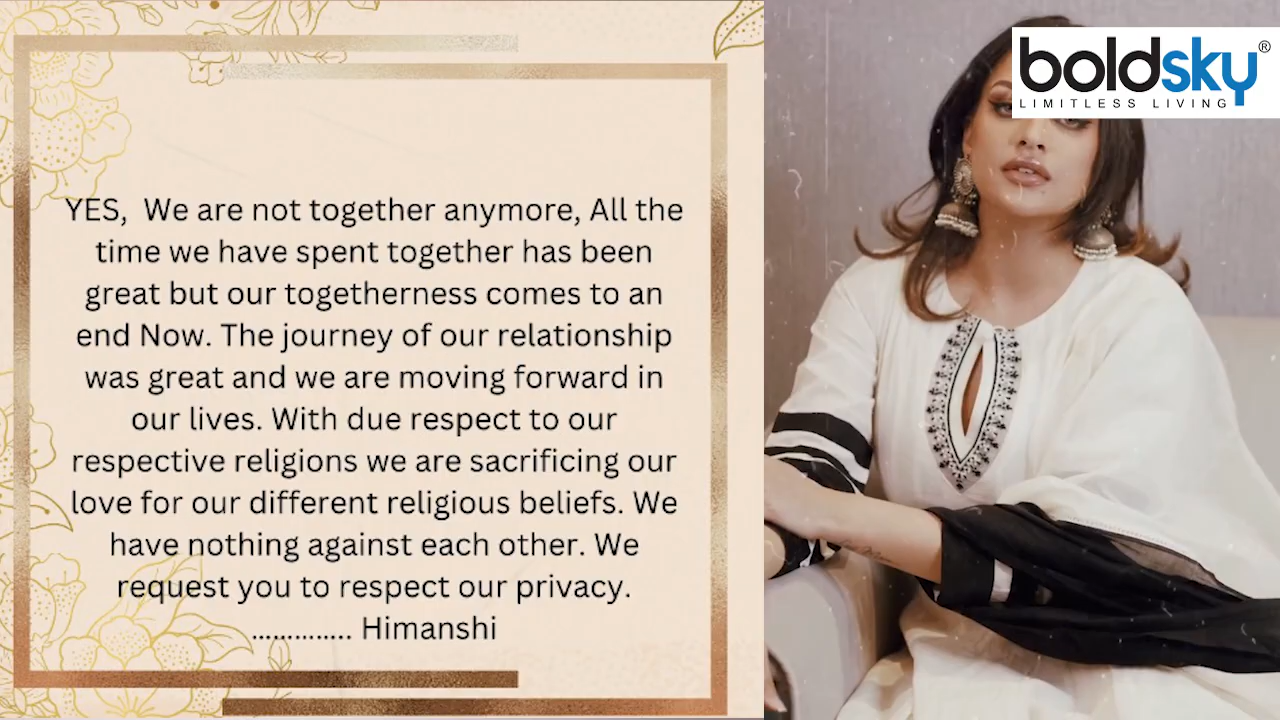 YES,  We are not together anymore, All the
time we have spent together has been
great but our togetherness comes to an
end Now. The journey of our relationship
was great and we are moving forward in
our lives. With due respect to our
respective religions we are sacrificing our
love for our different religious beliefs. We
have nothing against each other. We
request you to respect our privacy.
………….. Himanshi
boldsky®
LIMITLESS LIVING